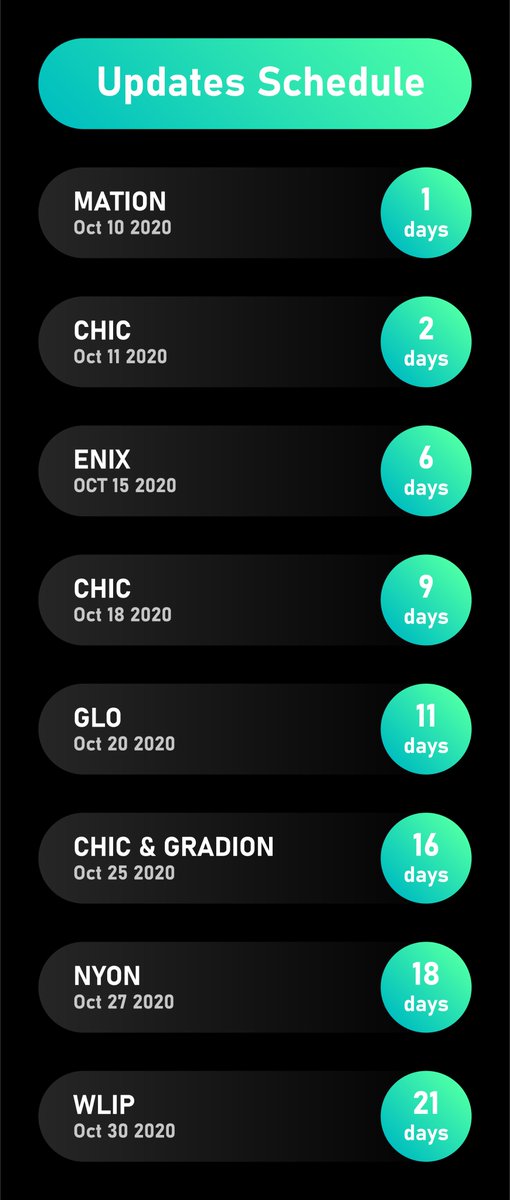 Updates Schedule
MATION
Oct 10 2020
1
days
CHIC
Oct 11 2020
2
days
ENIX
OCT 15 2020
6
days
CHIC
Oct 18 2020
9
days
GLO
Oct 20 2020
11
days
CHIC & GRADION
Oct 25 2020
16
days
NYON
Oct 27 2020
18
days
WLIP
Oct 30 2020
21
days